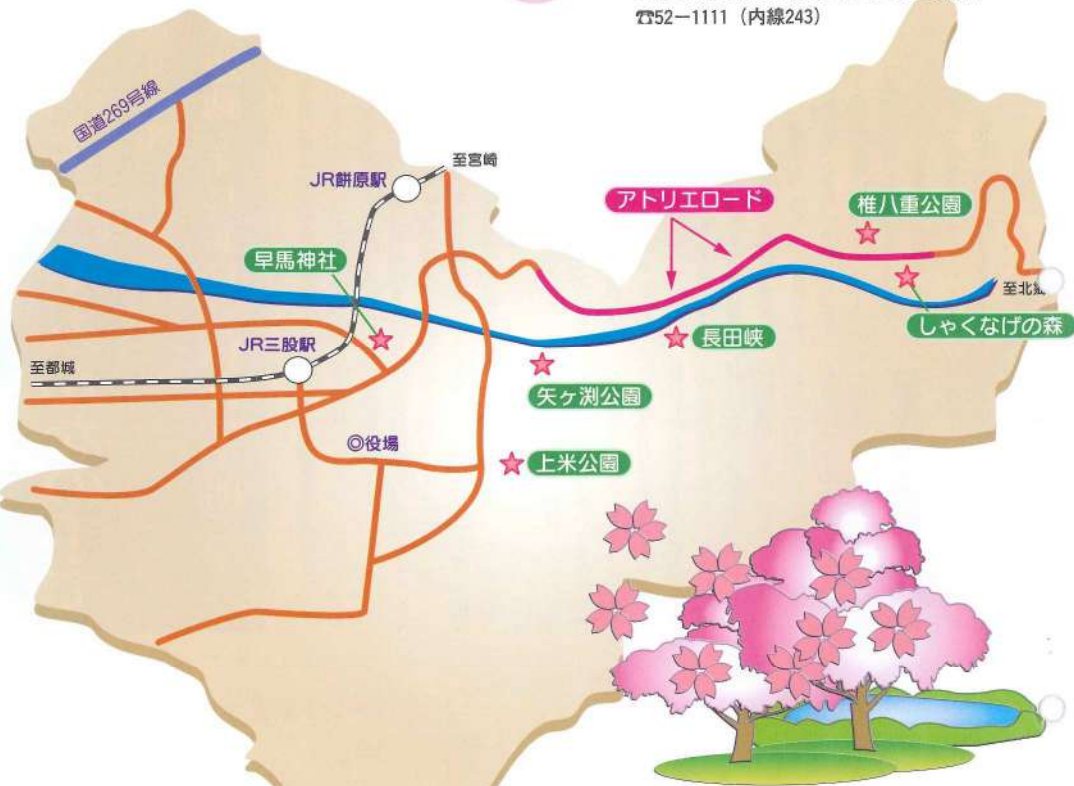 ☎52－1111（内線243）
国道269号線
至宮崎
JR餅原駅
アトリエロード
椎八重公園
早馬神社
至北郷
しゃくなげの森
JR三股駅
長田峡
至都城
矢ヶ渕公園
◎役場
上米公園